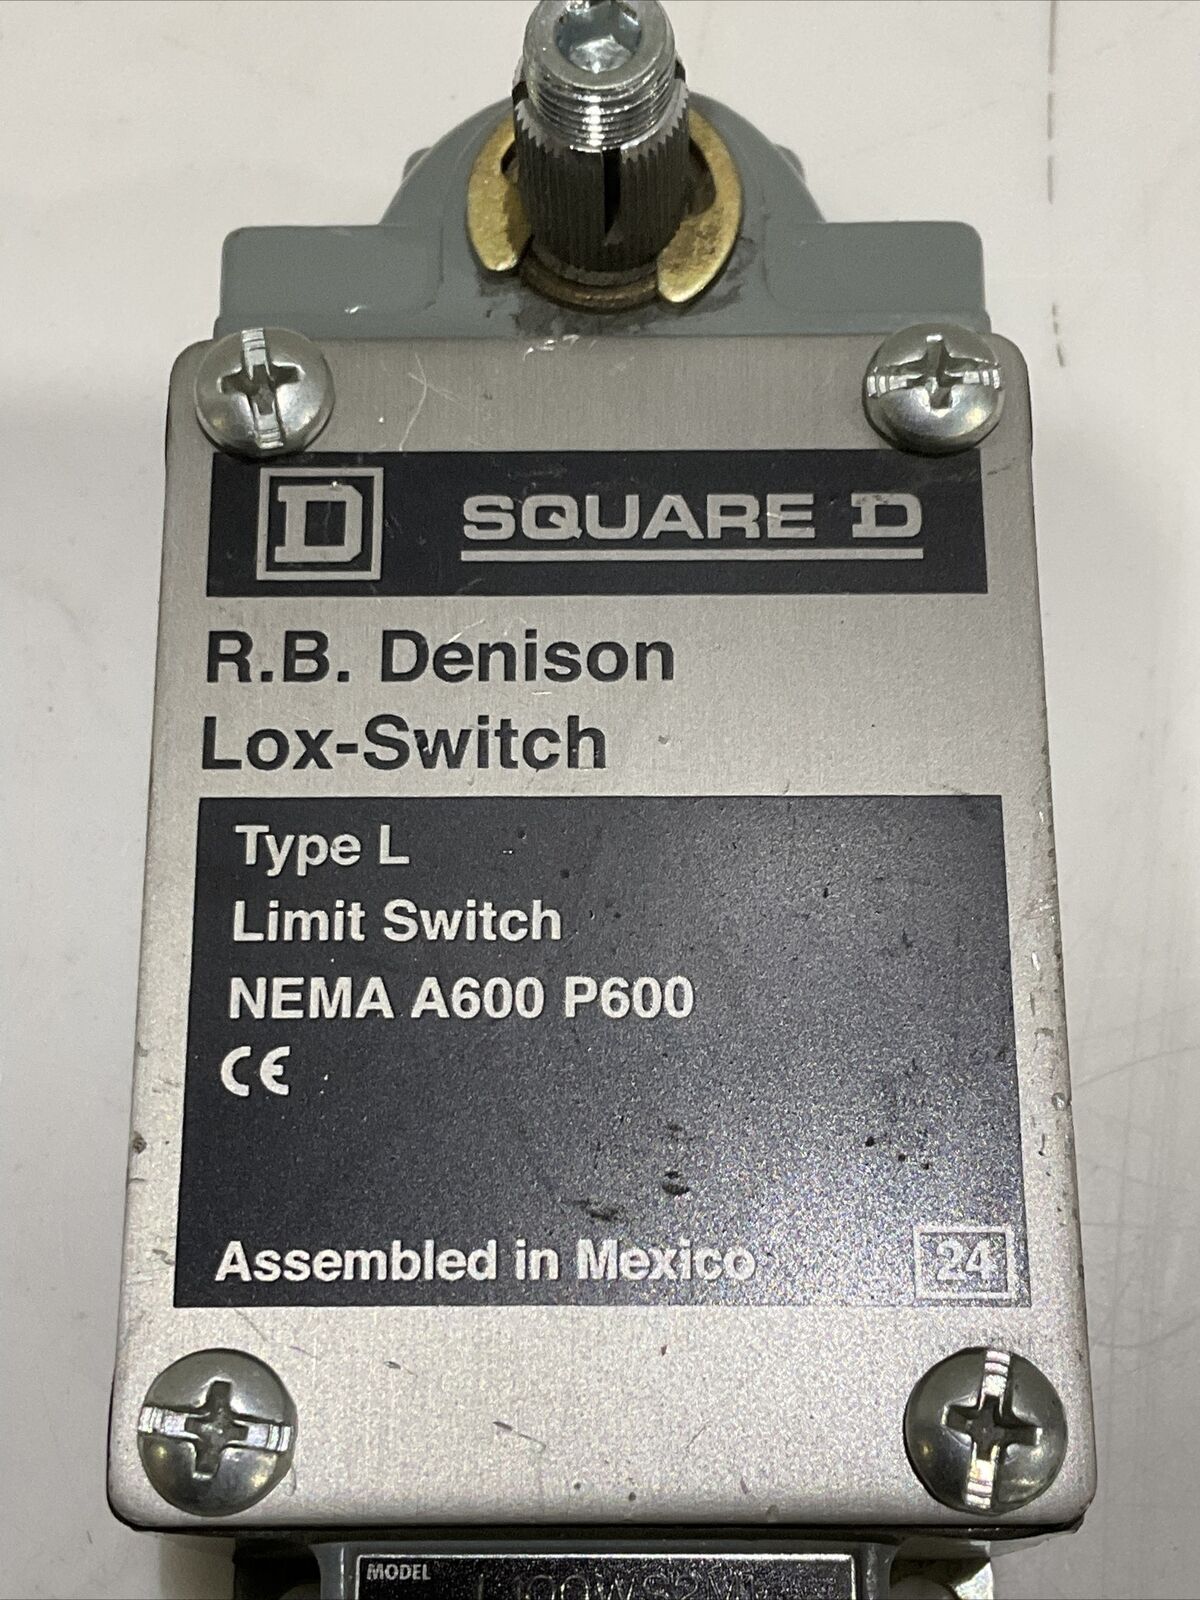 D SQUARE D
R.B. Denison
Lox-Switch
Type L
Limit Switch
NEMA A600 P600
CE
Assembled in Mexico 24
MODEL